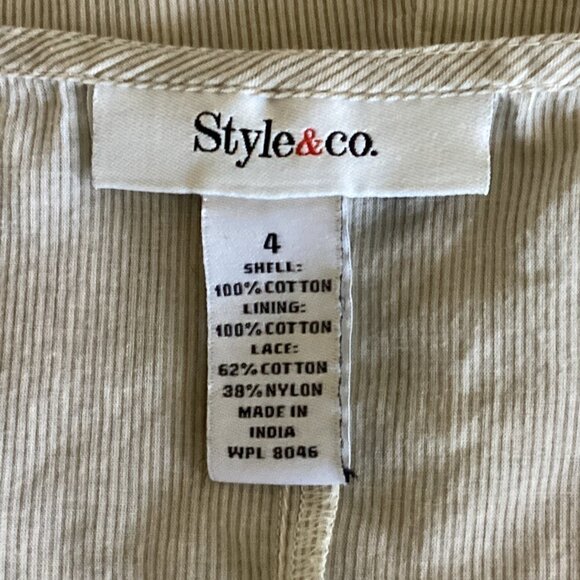 Style&co.
4
SHELL:
100% COTTON
LINING:
100% COTTON
LACE:
62% COTTON
38% NYLON
MADE IN
INDIA
WPL 8046